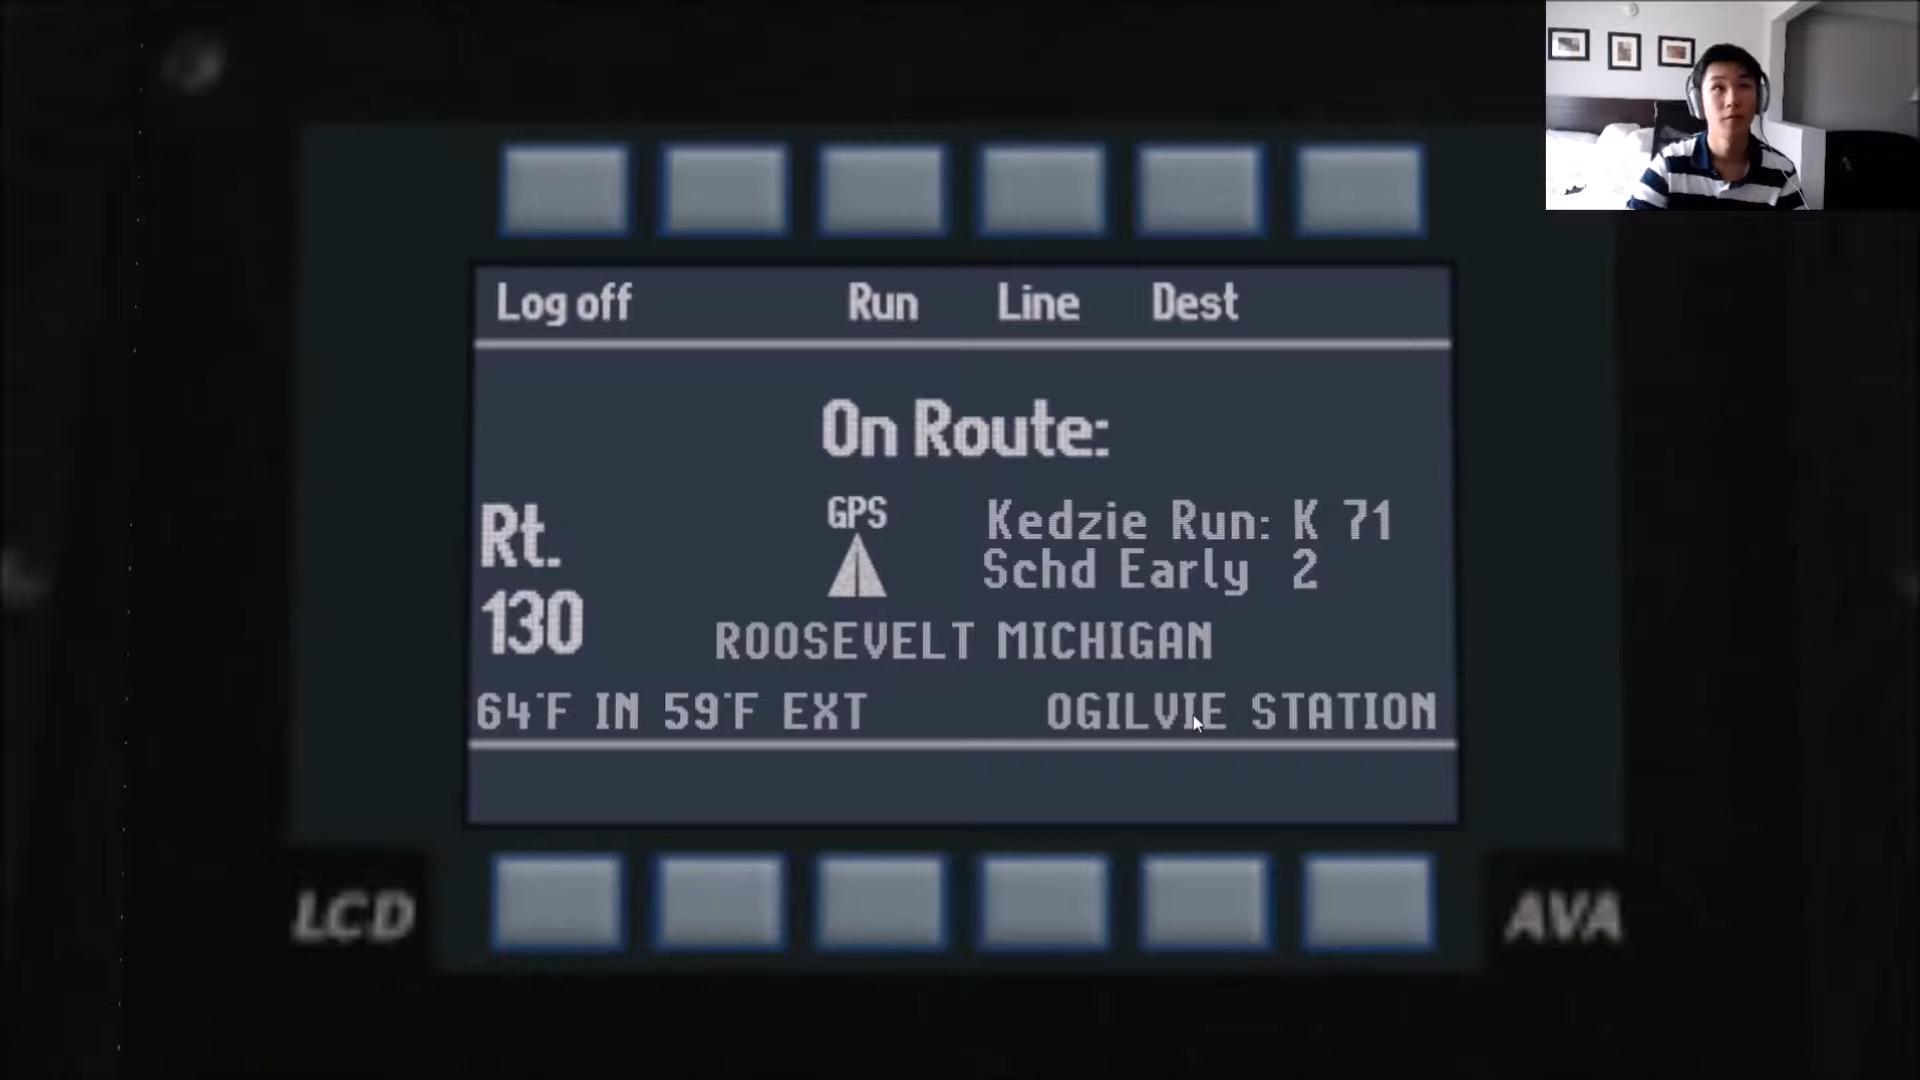 Log off Run Line Dest
On Route:
Rt.
130
GPS
Kedzie Run: K 71
Schd Early 2
ROOSEVELT MICHIGAN
64°F IN 59°F EXT OGILVIE STATION
LCD
AVA